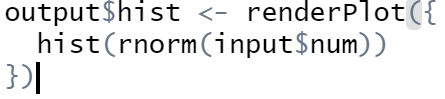 output$hist <- renderPlot({
  hist(rnorm(input$num))
})